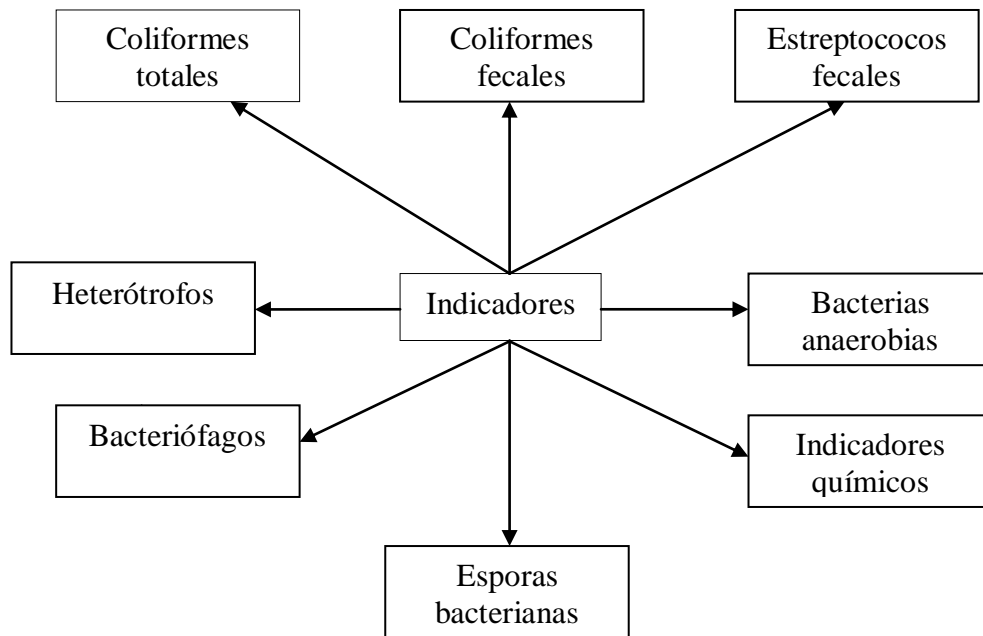 Coliformes
totales
Coliformes
fecales
Estreptococos
fecales
Heterótrofos
Indicadores
Bacterias
anaerobias
Bacteriófagos
Indicadores
químicos
Esporas
bacterianas